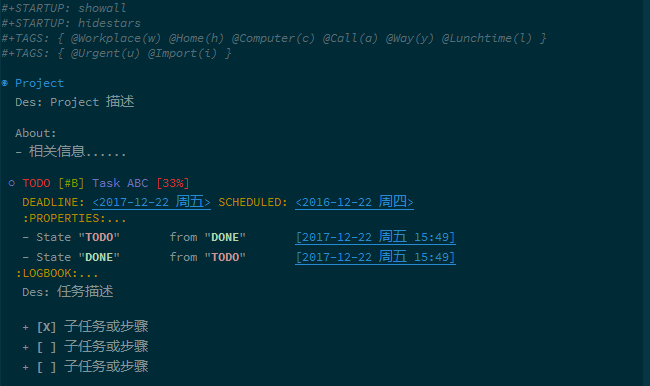 #+STARTUP: showall
#+STARTUP: hidestars
#+TAGS: { @Workplace(w) @Home(h) @Computer(c) @Call(a) @Way(y) @Lunchtime(l) }
#+TAGS: { @Urgent(u) @Import(i) }
Project
Des: Project 描述
About:
- 相关信息......
TODO [#B] Task ABC [33%]
DEADLINE: <2017-12-22 周五> SCHEDULED: <2016-12-22 周四>
:PROPERTIES:...
- State "TODO" from "DONE" [2017-12-22 周五 15:49]
- State "DONE" from "TODO" [2017-12-22 周五 15:49]
:LOGBOOK:...
Des: 任务描述
+ [X] 子任务或步骤
+ [ ] 子任务或步骤
+ [ ] 子任务或步骤